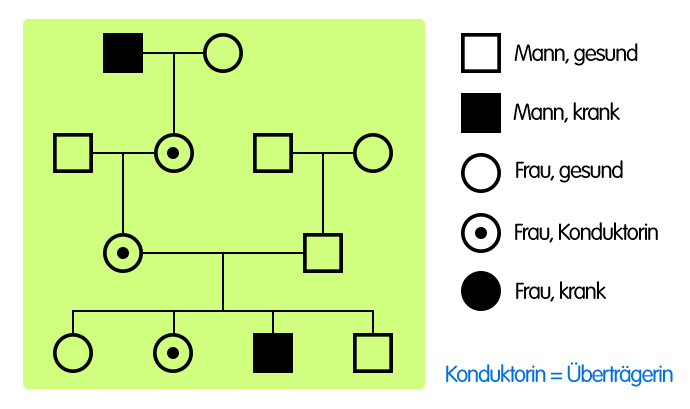 Mann, gesund
Mann, krank
Frau, gesund
Frau, Konduktorin
Frau, krank
Konduktorin = Überträgerin